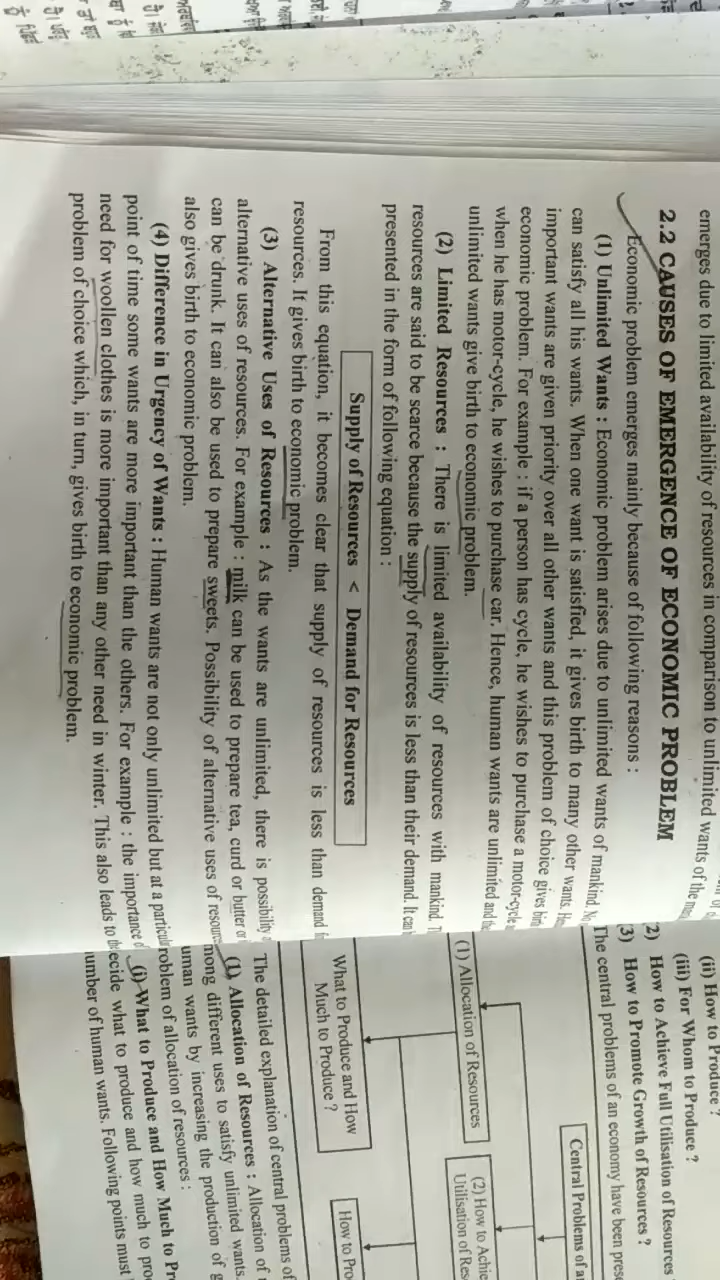 emerges due to limited availability of resources in comparison to unlimited wants of the
2.2 CAUSES OF EMERGENCE OF ECONOMIC PROBLEM
Economic problem emerges mainly because of following reasons :
(1) Unlimited Wants : Economic problem arises due to unlimited wants of mankind.
can satisfy all his wants. When one want is satisfied, it gives birth to many other wants.
important wants are given priority over all other wants and this problem of choice gives
economic problem. For example : if a person has cycle, he wishes to purchase a motor-cycle
when he has motor-cycle, he wishes to purchase car. Hence, human wants are unlimited and
unlimited wants give birth to economic problem.
(2) Limited Resources : There is limited availability of resources with mankind.
resources are said to be scarce because the supply of resources is less than their demand. It can
presented in the form of following equation :
Supply of Resources < Demand for Resources
From this equation, it becomes clear that supply of resources is less than demand
resources. It gives birth to economic problem.
(3) Alternative Uses of Resources : As the wants are unlimited, there is possibility
alternative uses of resources. For example : milk can be used to prepare tea, curd or butter or
can be drunk. It can also be used to prepare sweets. Possibility of alternative uses of
also gives birth to economic problem.
(4) Difference in Urgency of Wants : Human wants are not only unlimited but at a
point of time some wants are more important than the others. For example : the importance
need for woollen clothes is more important than any other need in winter. This also leads to
problem of choice which, in turn, gives birth to economic problem.
(ii) How to Produce ?
(iii) For Whom to Produce ?
2) How to Achieve Full Utilisation of Resources
3) How to Promote Growth of Resources ?
The central problems of an economy have been
Central Problems of
(1) Allocation of Resources
(2) How to
Utilisation of
What to Produce and How
Much to Produce ?
How to
The detailed explanation of central problems of
(1) Allocation of Resources : Allocation of
different uses to satisfy unlimited wants.
wants by increasing the production of
of allocation of resources :
(i) What to Produce and How Much to
what to produce and how much to
of human wants. Following points must